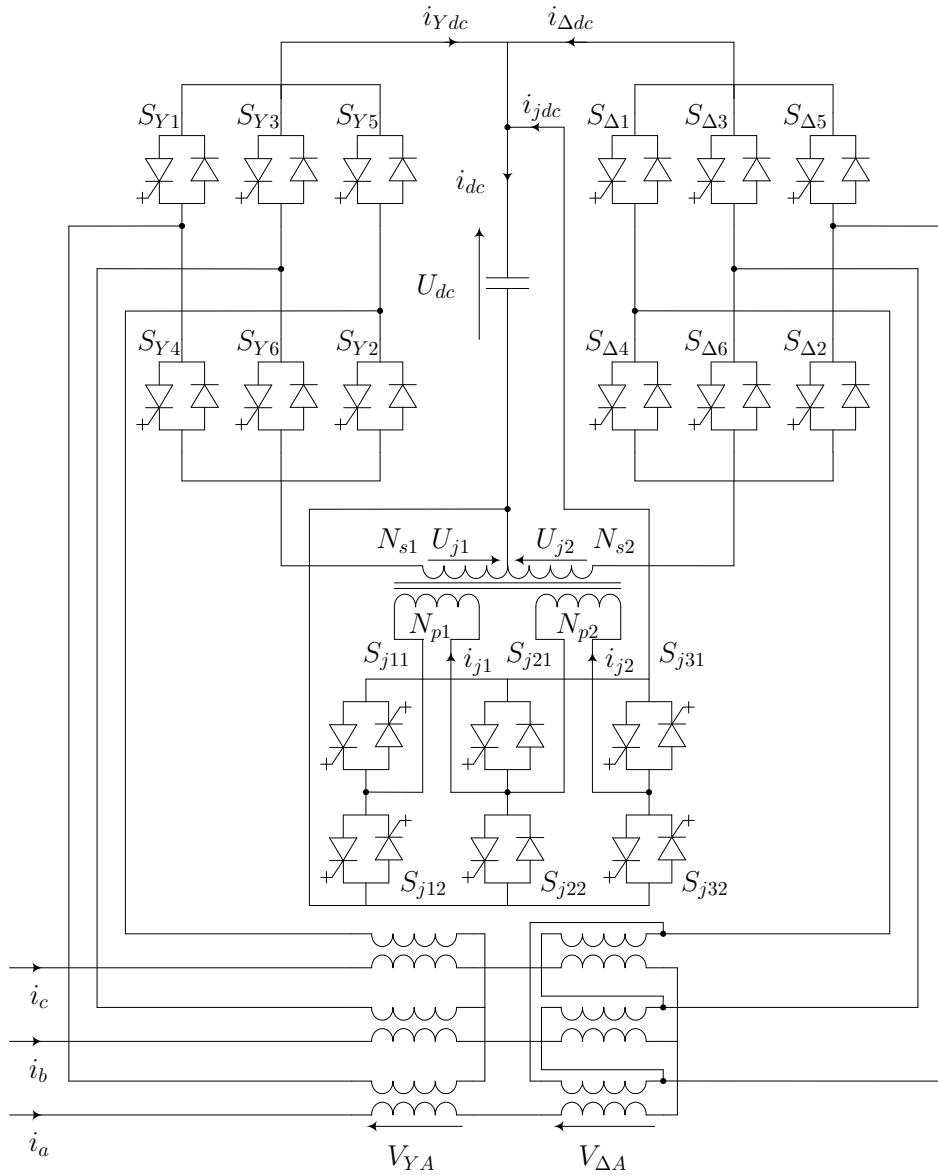 i_{Ydc} i_{Δdc}
i_{jdc}
S_{Y1} S_{Y3} S_{Y5} S_{Δ1} S_{Δ3} S_{Δ5}
i_{dc}
+ + + + + +
U_{dc}
S_{Y4} S_{Y6} S_{Y2} S_{Δ4} S_{Δ6} S_{Δ2}
+ + + + + +
N_{s1} U_{j1} U_{j2} N_{s2}
N_{p1} N_{p2}
S_{j11} i_{j1} S_{j21} i_{j2} S_{j31}
+ +
+ + +
+ +
+ + +
S_{j12} S_{j22} S_{j32}
i_c
i_b
i_a V_{YA} V_{ΔA}